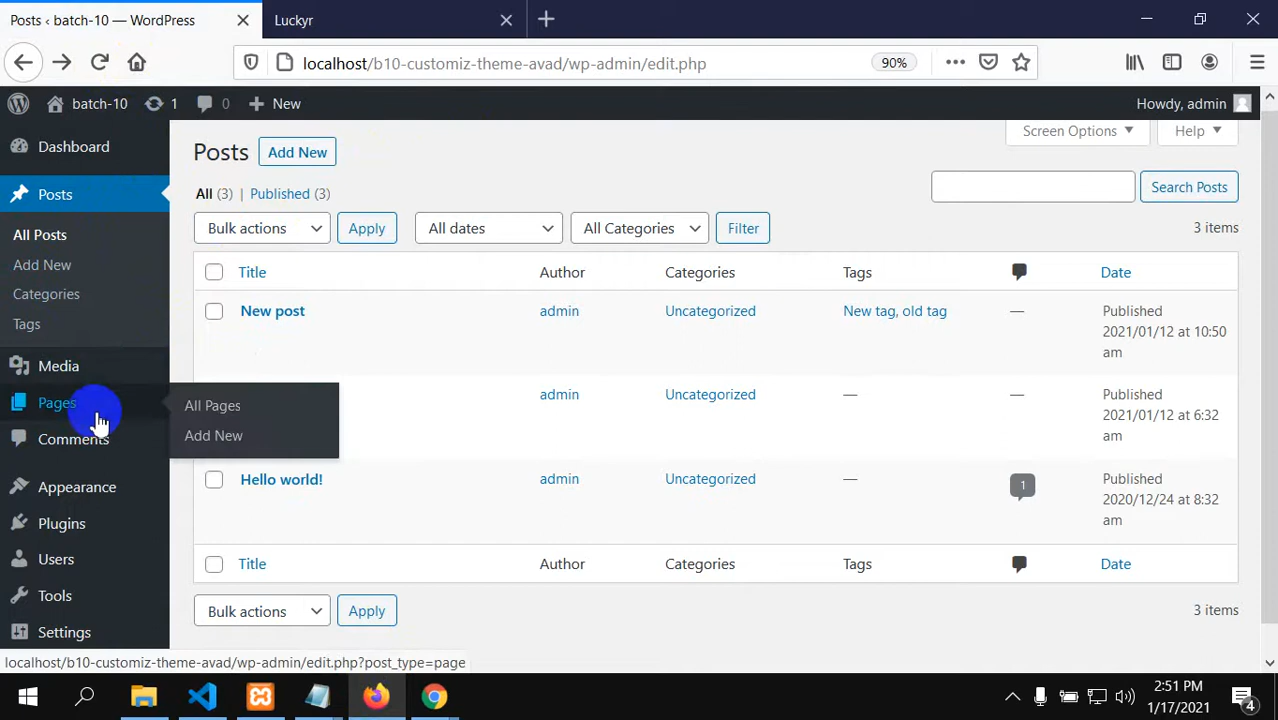 Posts ‹ batch-10 — WordPress
Luckyr
localhost/b10-customiz-theme-avad/wp-admin/edit.php
90%
batch-10
1
0
New
Howdy, admin
Dashboard
Posts
All Posts
Add New
Categories
Tags
Media
Pages
All Pages
Add New
Comments
Appearance
Plugins
Users
Tools
Settings
Screen Options
Help
Posts
Add New
All (3) | Published (3)
Search Posts
Bulk actions
Apply
All dates
All Categories
Filter
3 items
Title
Author
Categories
Tags
Date
New post
admin
Uncategorized
New tag, old tag
—
Published
2021/01/12 at 10:50
am
admin
Uncategorized
—
—
Published
2021/01/12 at 6:32
am
Hello world!
admin
Uncategorized
—
1
Published
2020/12/24 at 8:32
am
Title
Author
Categories
Tags
Date
Bulk actions
Apply
3 items
localhost/b10-customiz-theme-avad/wp-admin/edit.php?post_type=page
2:51 PM
1/17/2021
4